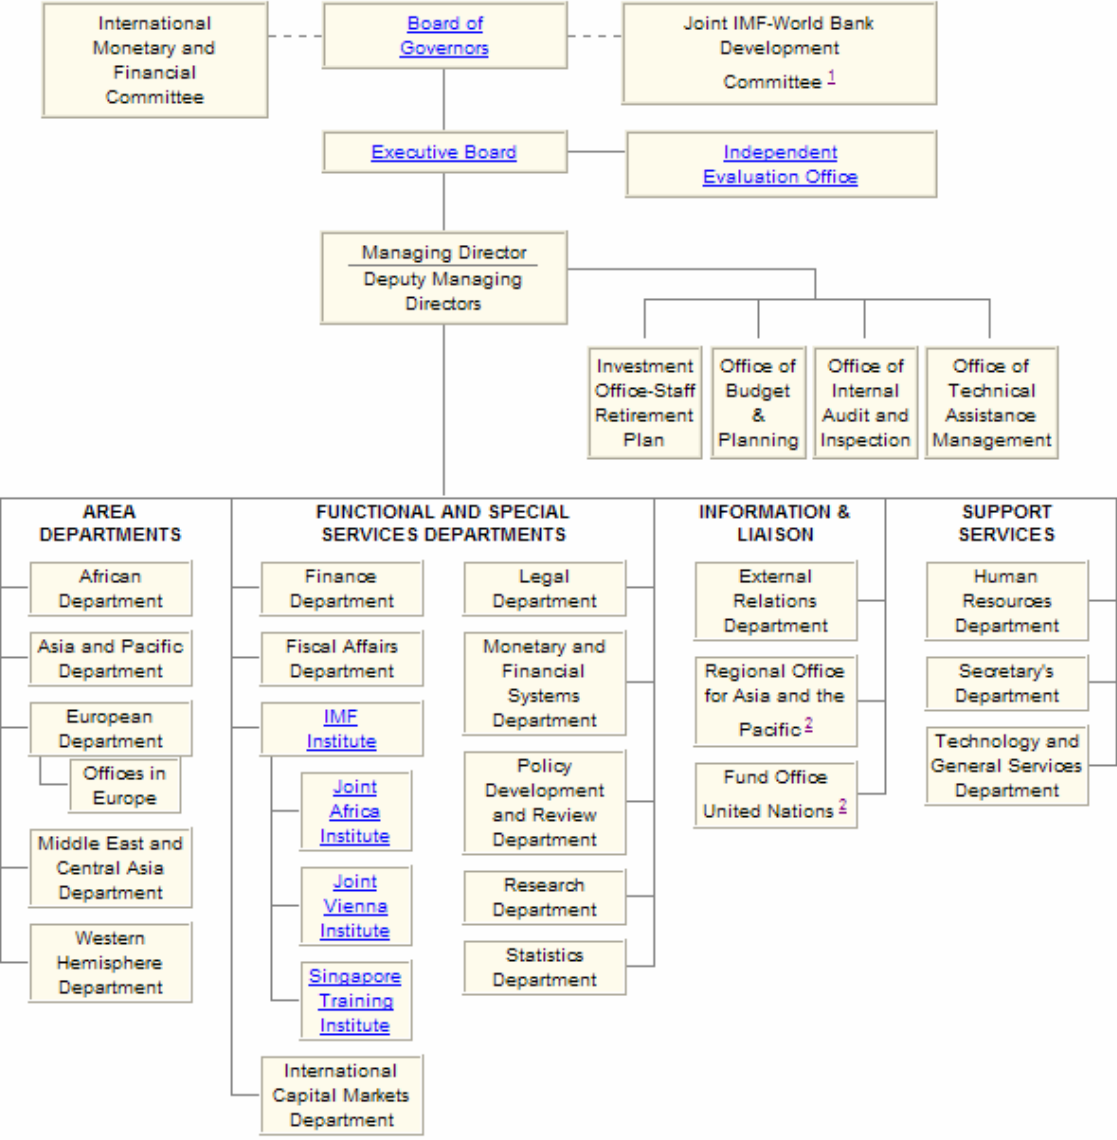 International
Monetary and
Financial
Committee
Board of
Governors
Joint IMF-World Bank
Development
Committee 1
Executive Board
Independent
Evaluation Office
Managing Director
Deputy Managing
Directors
Investment
Office-Staff
Retirement
Plan
Office of
Budget
&
Planning
Office of
Internal
Audit and
Inspection
Office of
Technical
Assistance
Management
AREA
DEPARTMENTS
African
Department
Asia and Pacific
Department
European
Department
Offices in
Europe
Middle East and
Central Asia
Department
Western
Hemisphere
Department
FUNCTIONAL AND SPECIAL
SERVICES DEPARTMENTS
Finance
Department
Fiscal Affairs
Department
IMF
Institute
Joint
Africa
Institute
Joint
Vienna
Institute
Singapore
Training
Institute
International
Capital Markets
Department
Legal
Department
Monetary and
Financial
Systems
Department
Policy
Development
and Review
Department
Research
Department
Statistics
Department
INFORMATION &
LIAISON
External
Relations
Department
Regional Office
for Asia and the
Pacific 2
Fund Office
United Nations 2
SUPPORT
SERVICES
Human
Resources
Department
Secretary's
Department
Technology and
General Services
Department